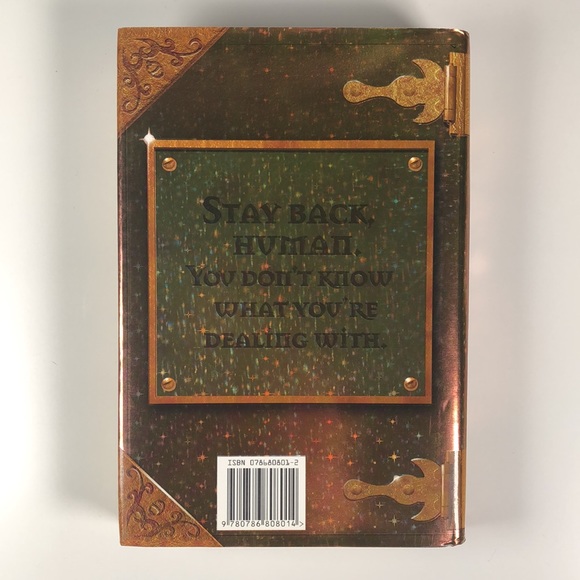 STAY BACK,
HUMAN.
YOU DON'T KNOW
WHAT YOU'RE
DEALING WITH.
ISBN 078680801-2
9 780786 808014 >